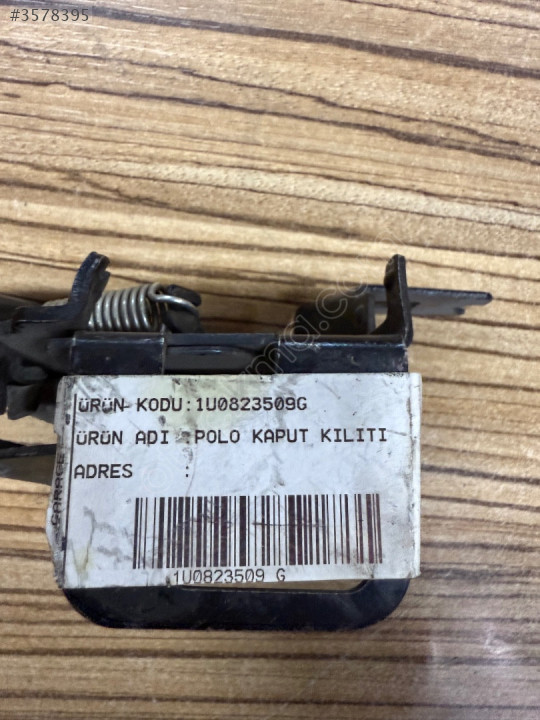 #3578395
ÜRÜN KODU:1U0823509G
ÜRÜN ADI :POLO KAPUT KILITI
ADRES :
1U0823509 G